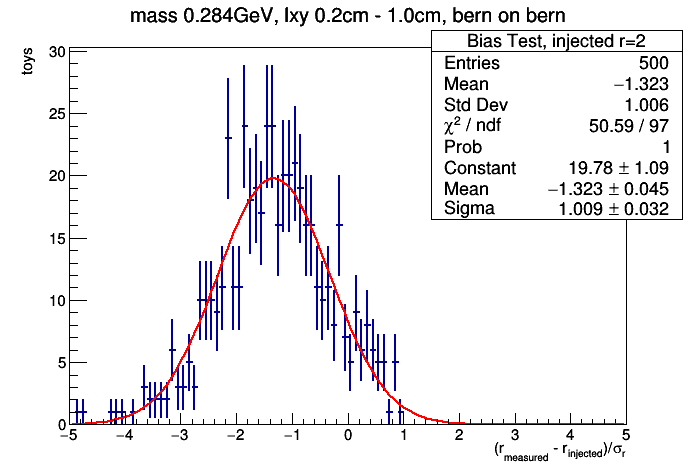 mass 0.284GeV, lxy 0.2cm - 1.0cm, bern on bern
toys
Bias Test, injected r=2
Entries 500
Mean −1.323
Std Dev 1.006
χ² / ndf 50.59 / 97
Prob 1
Constant 19.78 ± 1.09
Mean −1.323 ± 0.045
Sigma 1.009 ± 0.032
30
25
20
15
10
5
0
−5 −4 −3 −2 −1 0 1 2 3 4 5
(r_measured - r_injected)/σ_r